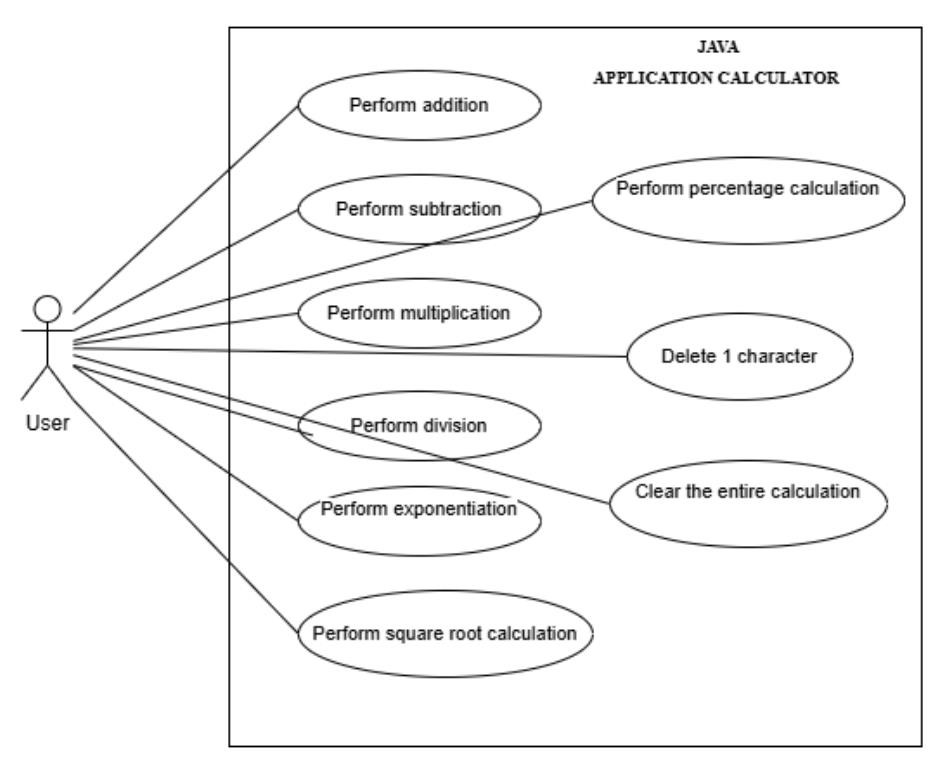 JAVA
APPLICATION CALCULATOR
Perform addition
Perform percentage calculation
Perform subtraction
Perform multiplication
Delete 1 character
User
Perform division
Clear the entire calculation
Perform exponentiation
Perform square root calculation